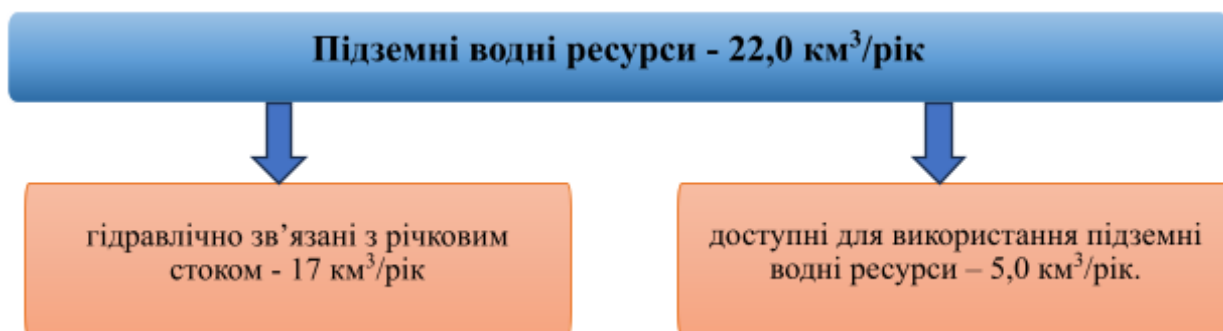 Підземні водні ресурси - 22,0 км³/рік
гідравлічно зв’язані з річковим
стоком - 17 км³/рік
доступні для використання підземні
водні ресурси – 5,0 км³/рік.